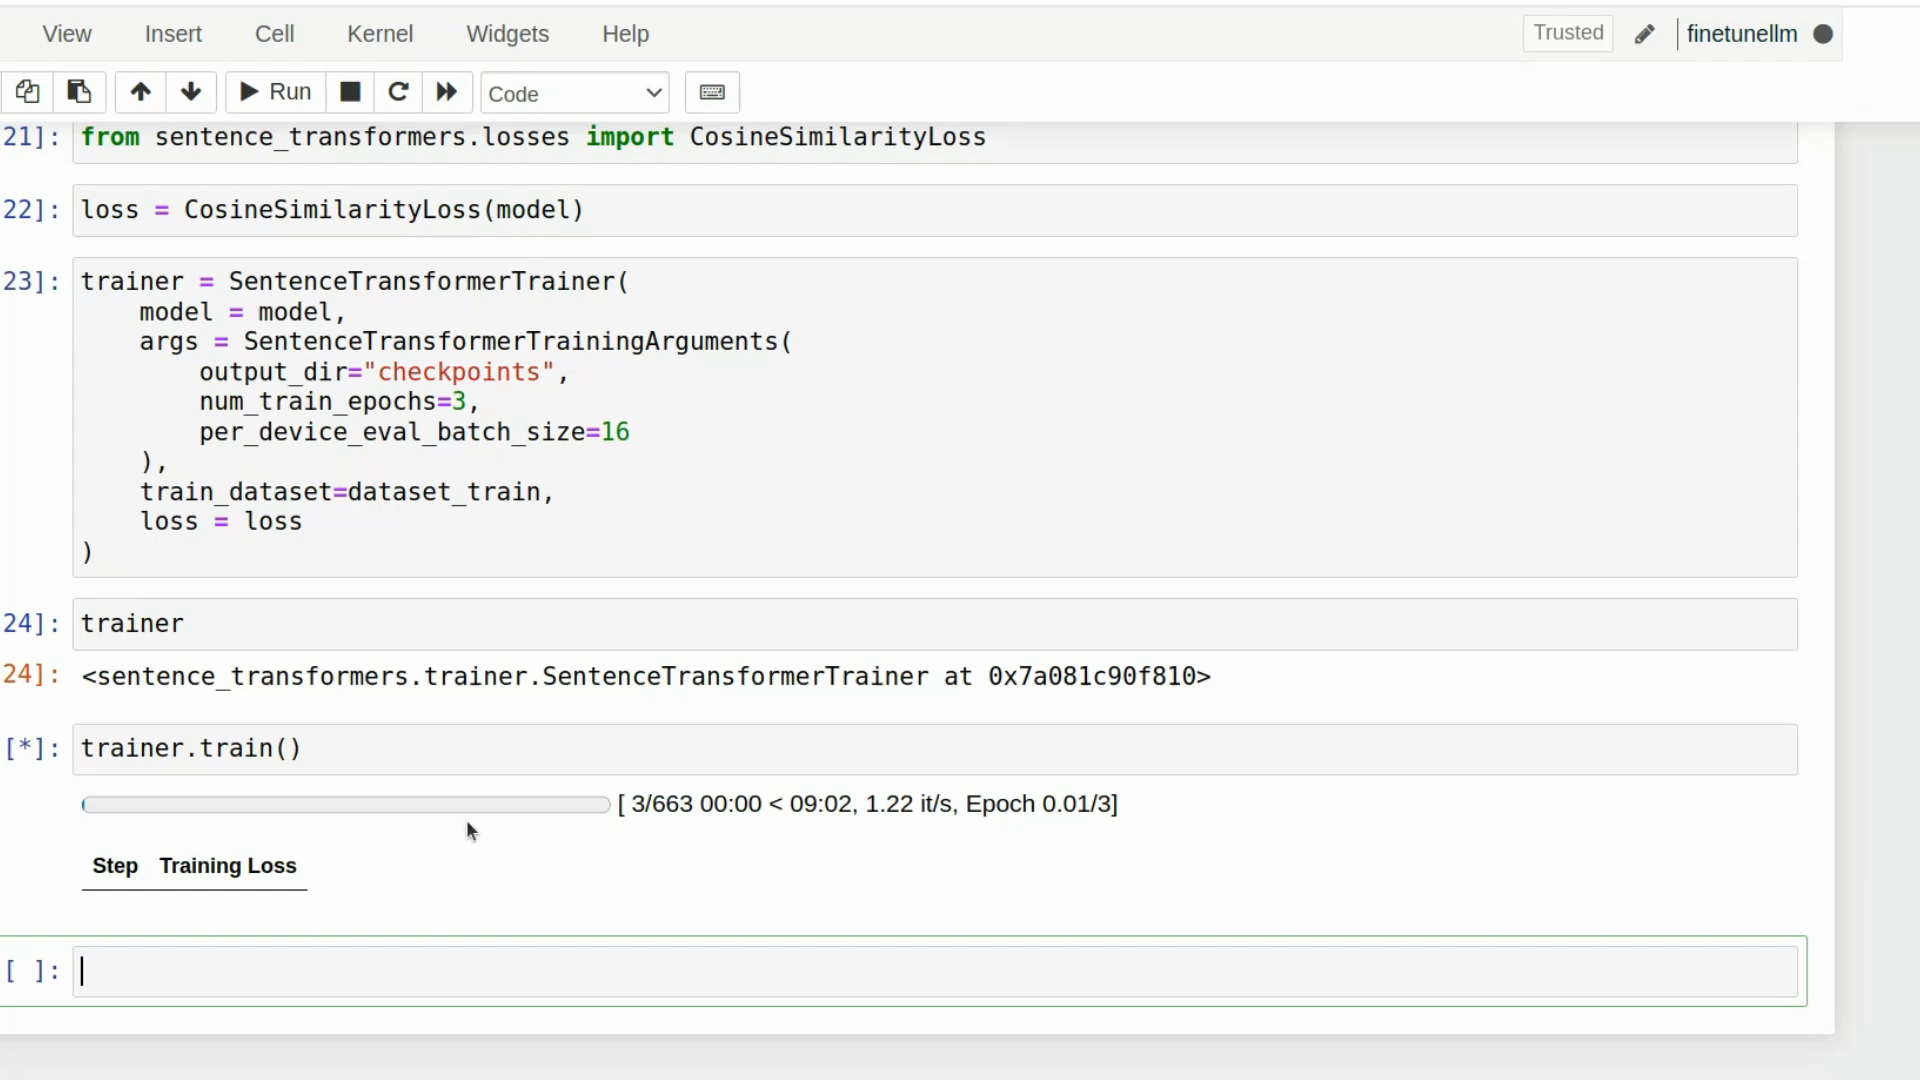 View Insert Cell Kernel Widgets Help Trusted finetunellm
Run Code
21]: from sentence_transformers.losses import CosineSimilarityLoss
22]: loss = CosineSimilarityLoss(model)
23]: trainer = SentenceTransformerTrainer(
model = model,
args = SentenceTransformerTrainingArguments(
output_dir="checkpoints",
num_train_epochs=3,
per_device_eval_batch_size=16
),
train_dataset=dataset_train,
loss = loss
)
24]: trainer
24]: <sentence_transformers.trainer.SentenceTransformerTrainer at 0x7a081c90f810>
[*]: trainer.train()
[ 3/663 00:00 < 09:02, 1.22 it/s, Epoch 0.01/3]
Step Training Loss
[ ]: